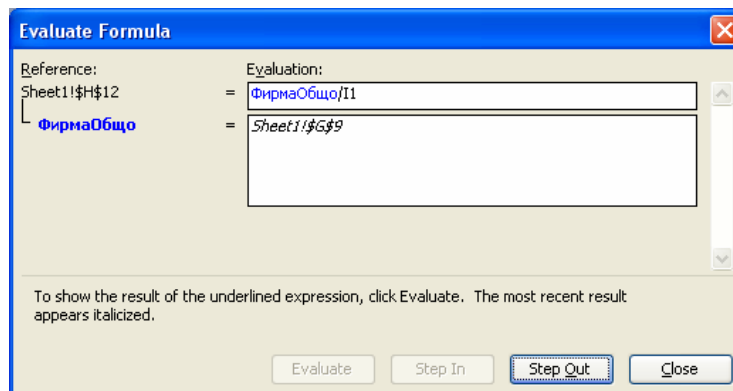 Evaluate Formula
Reference:
Evaluation:
Sheet1!$H$12
=
ФирмаОбщо/I1
ФирмаОбщо
=
Sheet1!$G$9
To show the result of the underlined expression, click Evaluate. The most recent result
appears italicized.
Evaluate
Step In
Step Out
Close